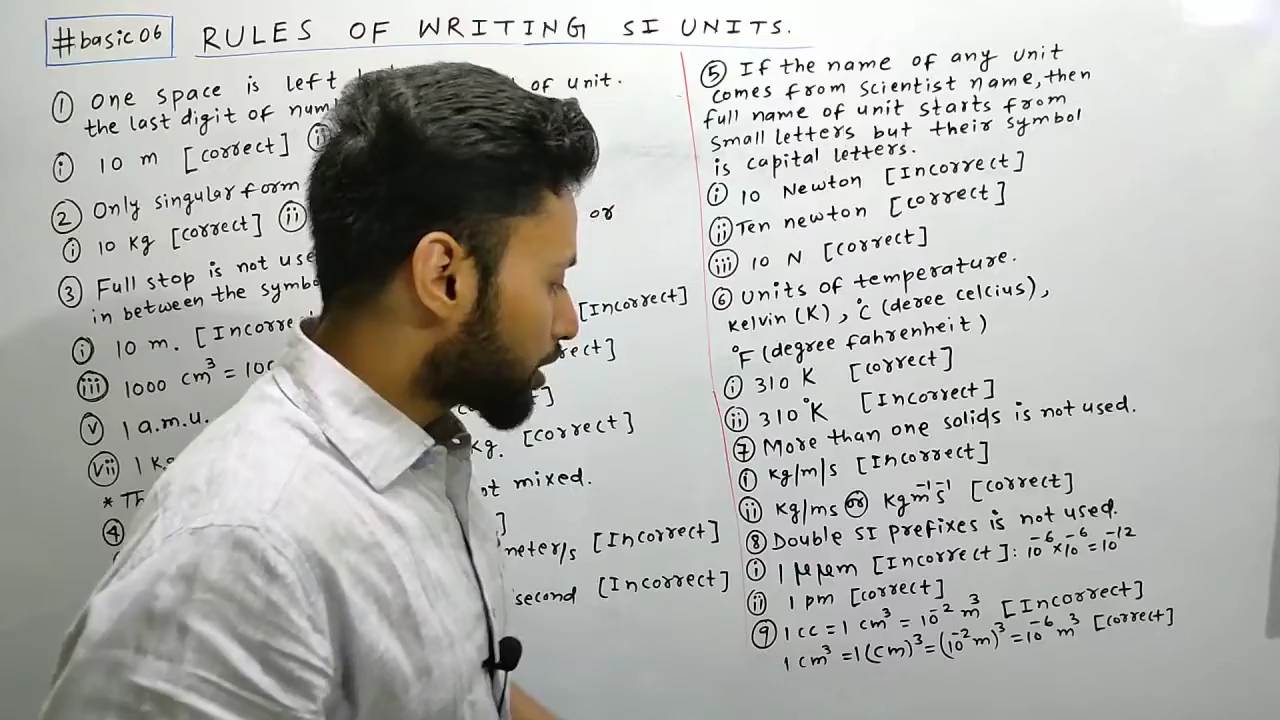 #basic06 RULES OF WRITING SI UNITS.
① One space is left of unit.
the last digit of num
ⓘ 10 m [correct] ⓘⓘ
② Only singular form or
ⓘ 10 kg [correct] ⓘⓘ
③ Full stop is not use
in between the symbo
ⓘ 10 m. [Incorre [Incorrect]
ⓘⓘⓘ 1000 cm³ = 100 rect]
ⓥ 1 a.m.u.
ⓥⓘⓘ 1 Kg kg. [correct]
* Th
④ ot mixed.
meter/s [Incorrect]
second [Incorrect]
⑤ If the name of any unit
comes from scientist name, then
full name of unit starts from
small letters but their symbol
is capital letters.
ⓘ 10 Newton [Incorrect]
ⓘⓘ Ten newton [correct]
ⓘⓘⓘ 10 N [correct]
⑥ Units of temperature.
Kelvin (K), °C (deree celcius),
°F (degree fahrenheit)
ⓘ 310 K [correct]
ⓘⓘ 310°K [Incorrect]
⑦ More than one solids is not used.
ⓘ kg/m/s [Incorrect]
ⓘⓘ kg/ms or kgm⁻¹s⁻¹ [correct]
⑧ Double SI prefixes is not used.
ⓘ 1 μμm [Incorrect]: 10⁻⁶×10⁻⁶ = 10⁻¹²
ⓘⓘ 1 pm [correct]
⑨ 1 cc = 1 cm³ = 10⁻² m³ [Incorrect]
1 cm³ = 1(cm)³ = (10⁻²m)³ = 10⁻⁶ m³ [correct]